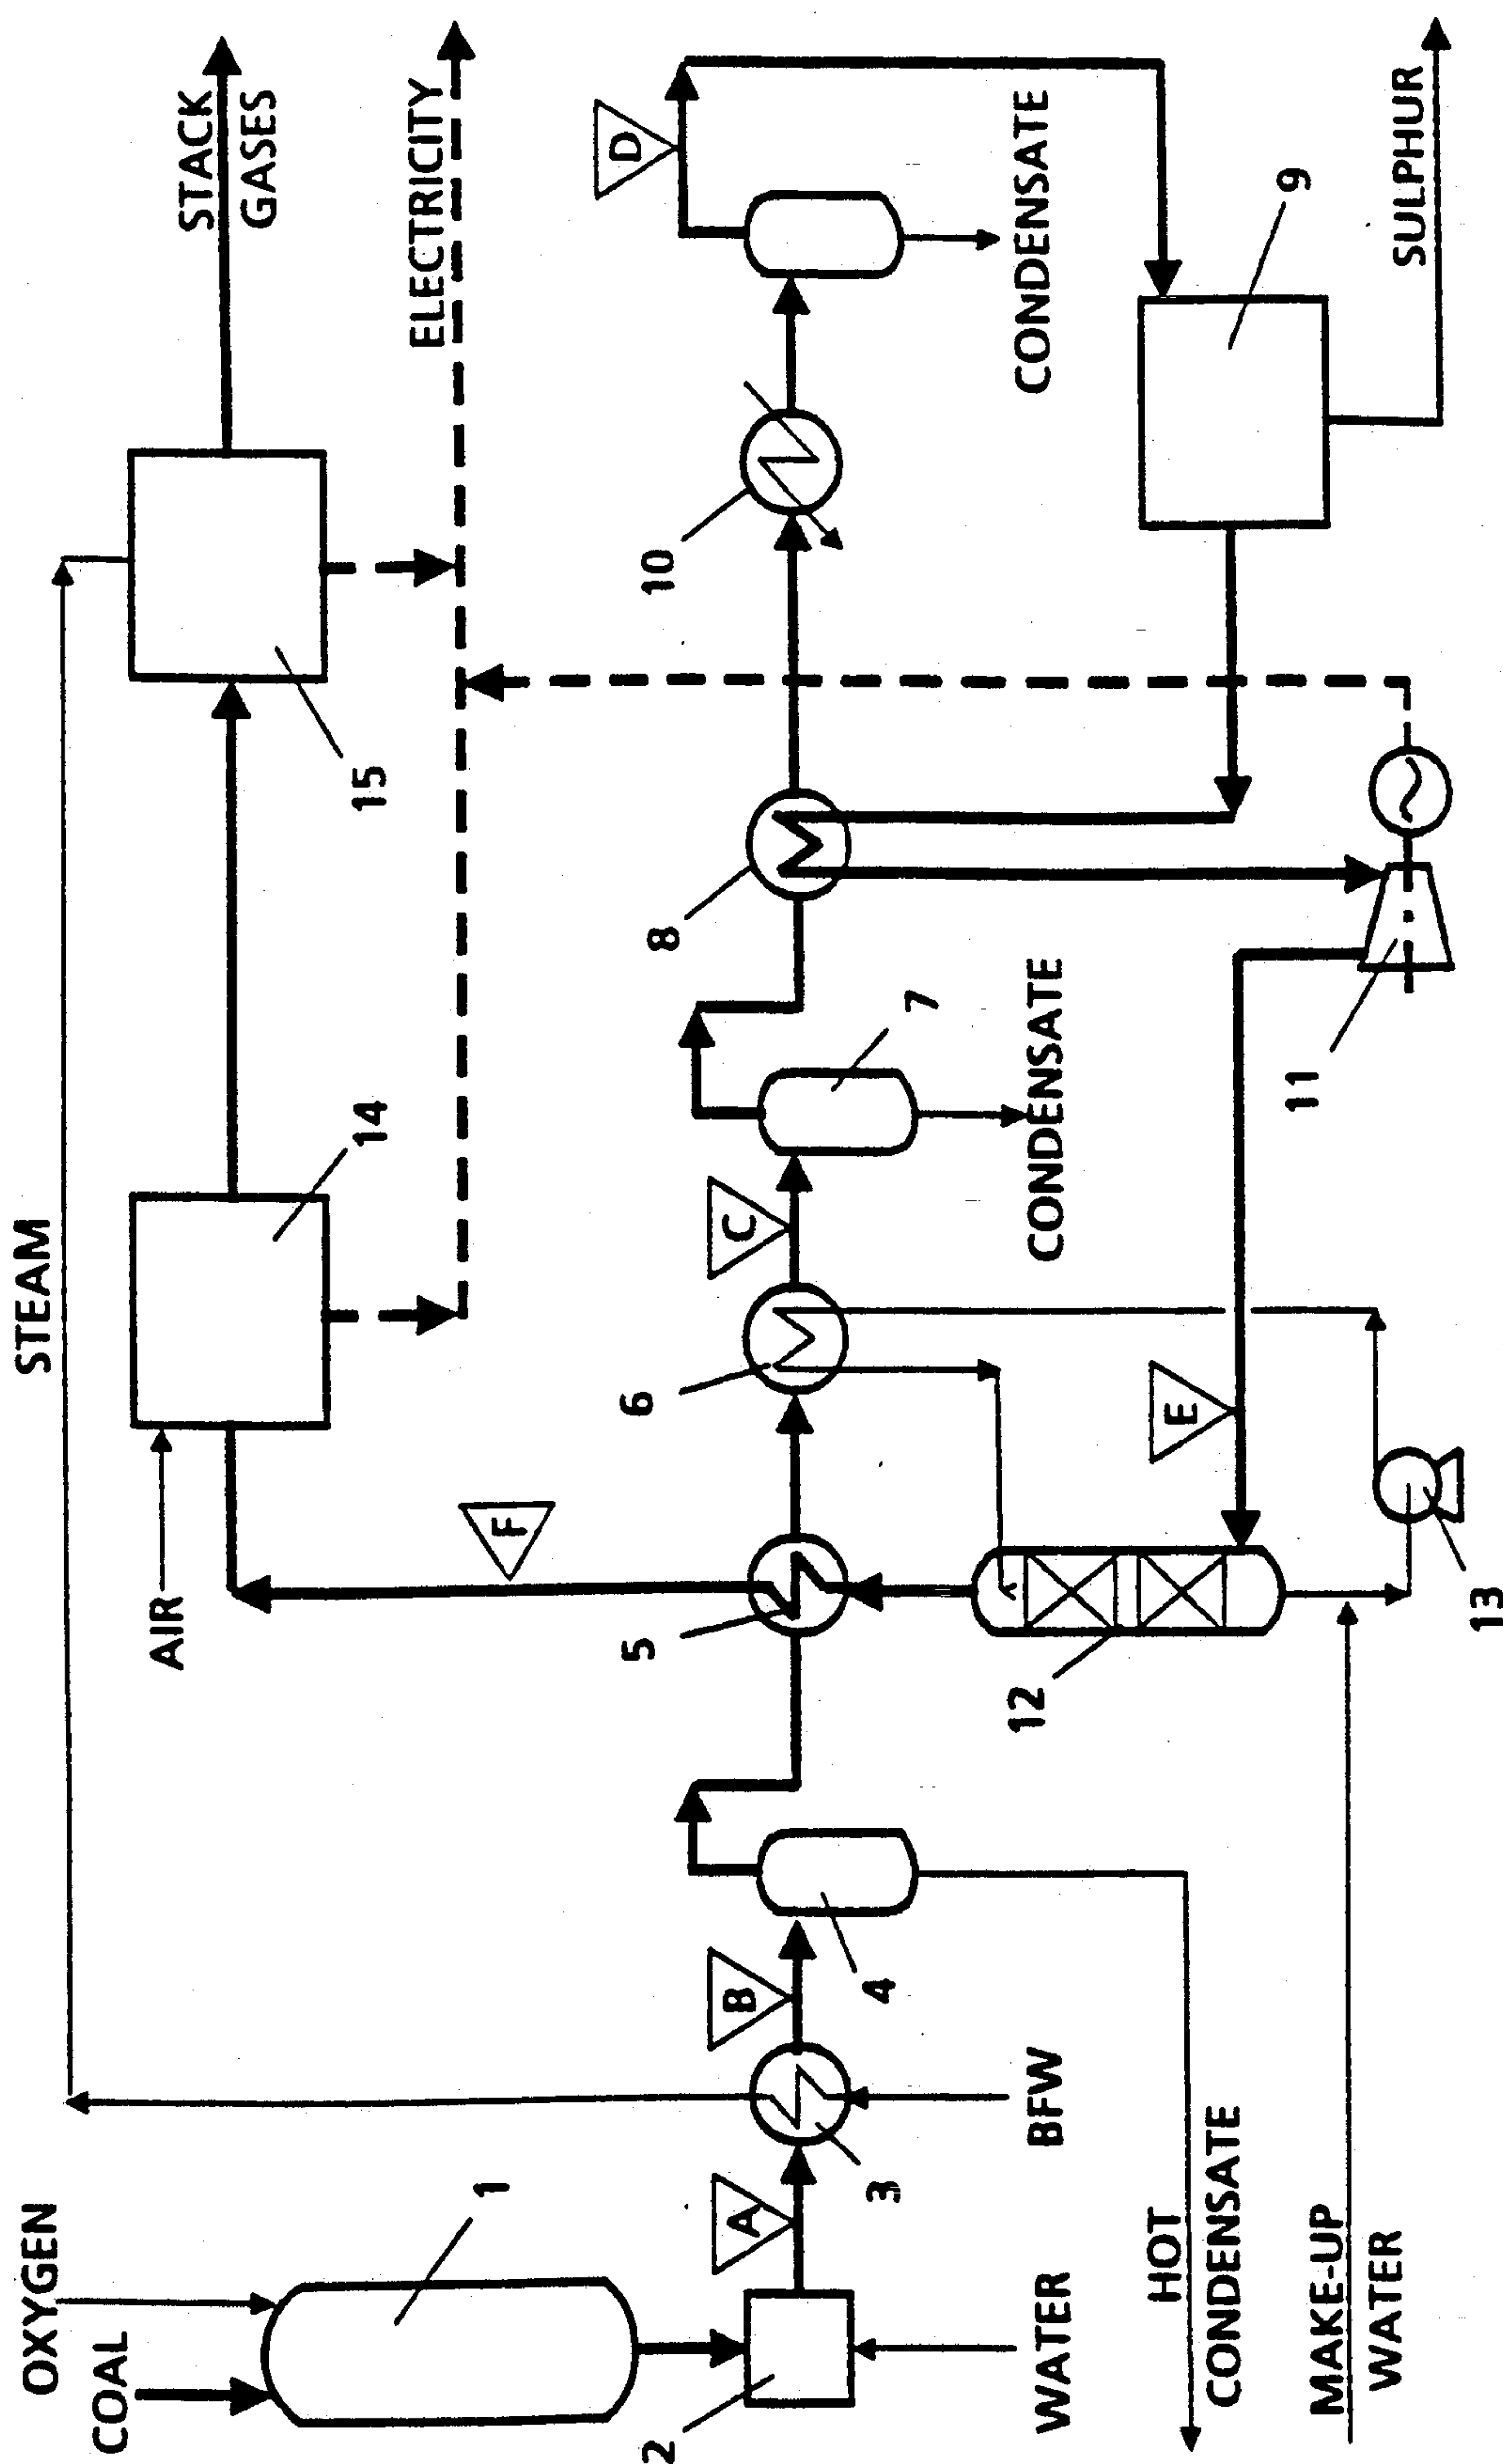 STEAM
STACK
GASES
ELECTRICITY
AIR
14
15
OXYGEN
COAL
1
2
WATER
A
3
BFW
B
4
HOT
CONDENSATE
5
F
6
C
7
CONDENSATE
8
10
D
CONDENSATE
9
SULPHUR
11
E
12
13
MAKE-UP
WATER